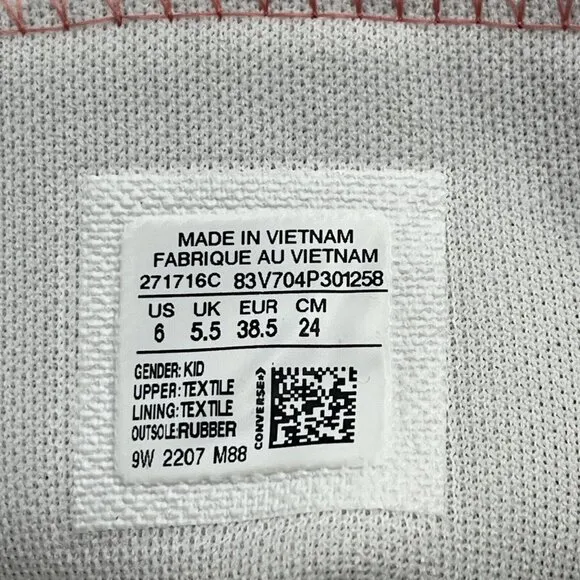 MADE IN VIETNAM
FABRIQUE AU VIETNAM
271716C 83V704P301258
US UK EUR CM
6 5.5 38.5 24
GENDER: KID
UPPER: TEXTILE
LINING: TEXTILE
OUTSOLE: RUBBER
9W 2207 M88
CONVERSE